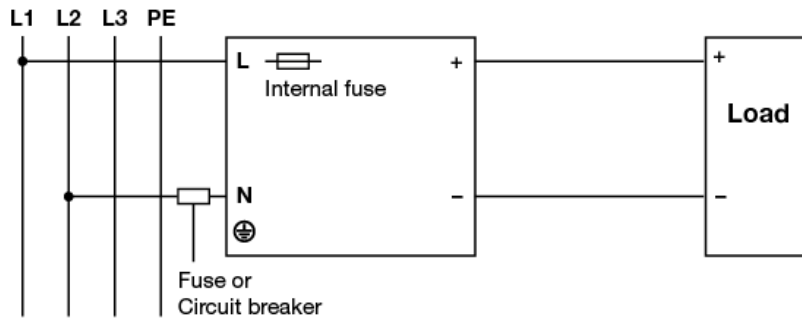 L1 L2 L3 PE
L
+
+
Internal fuse
Load
N
–
–
Fuse or
Circuit breaker